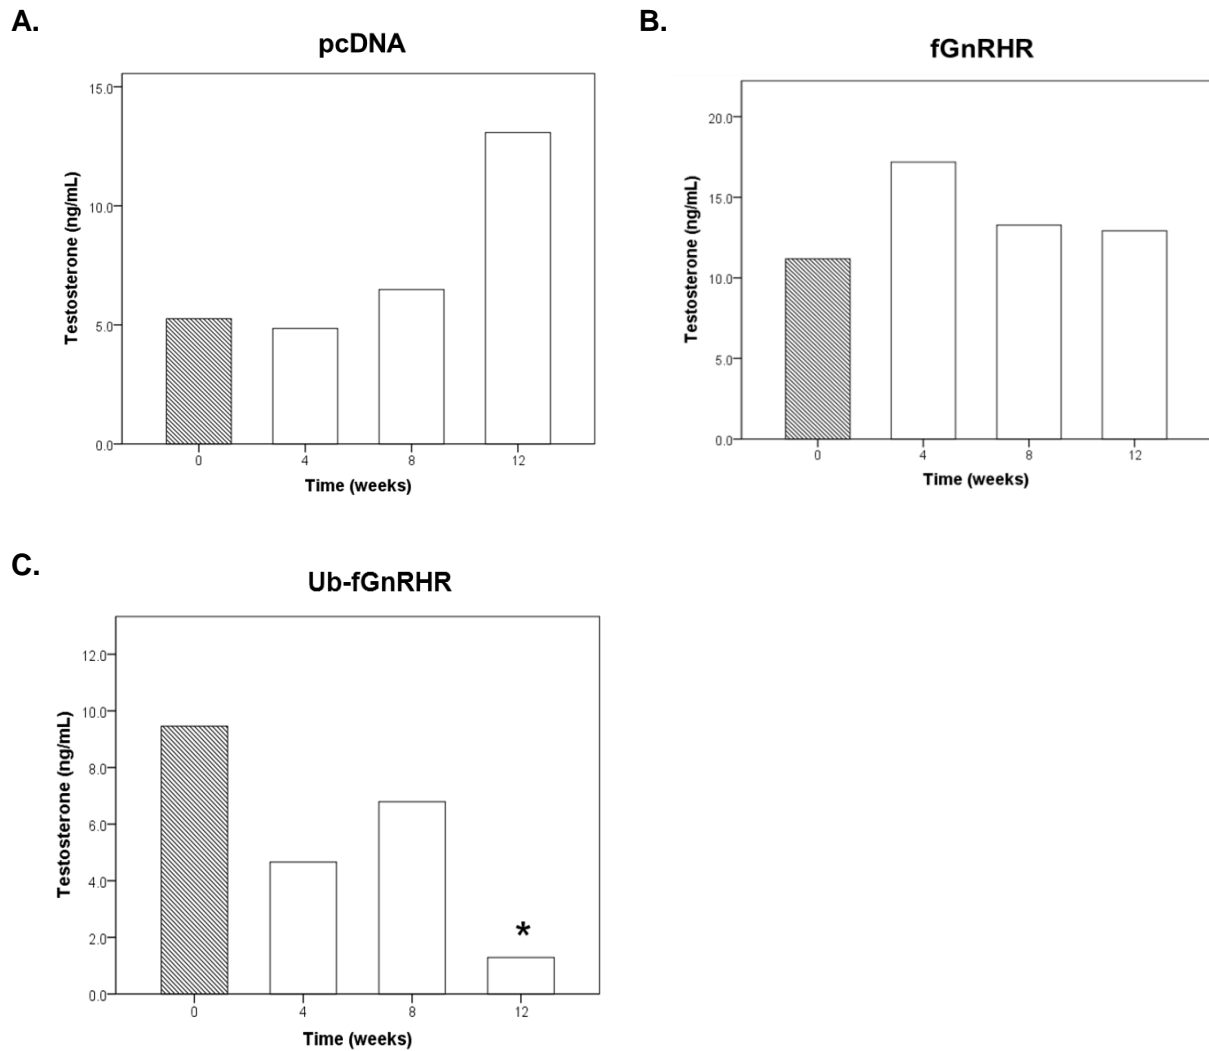 A.
pcDNA
15.0
10.0
5.0
0.0
Testosterone (ng/mL)
0 4 8 12
Time (weeks)
B.
fGnRHR
20.0
15.0
10.0
5.0
0.0
Testosterone (ng/mL)
0 4 8 12
Time (weeks)
C.
Ub-fGnRHR
12.0
10.0
8.0
6.0
4.0
2.0
0.0
Testosterone (ng/mL)
*
0 4 8 12
Time (weeks)